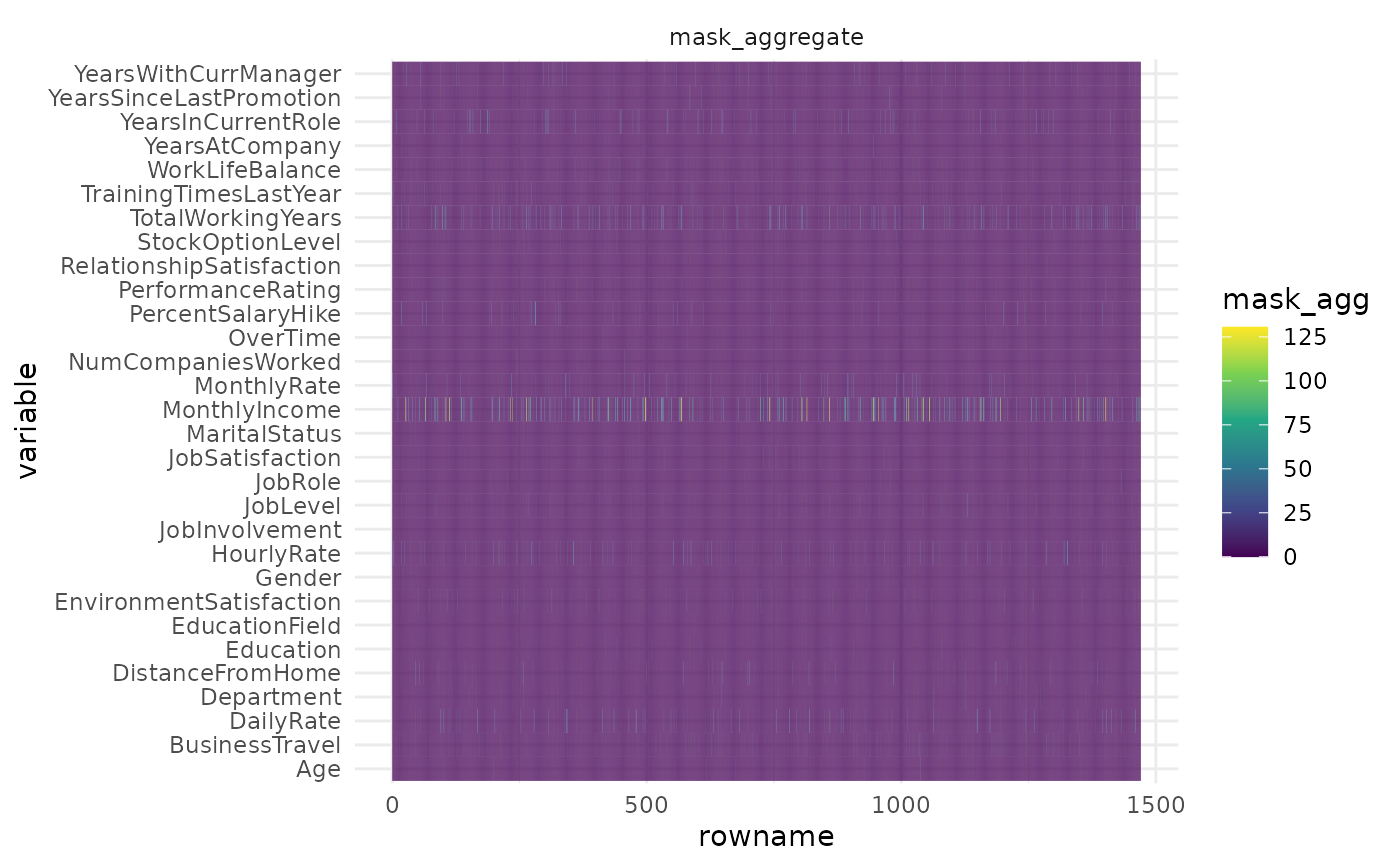 mask_aggregate
YearsWithCurrManager
YearsSinceLastPromotion
YearsInCurrentRole
YearsAtCompany
WorkLifeBalance
TrainingTimesLastYear
TotalWorkingYears
StockOptionLevel
RelationshipSatisfaction
PerformanceRating
PercentSalaryHike
OverTime
NumCompaniesWorked
MonthlyRate
MonthlyIncome
MaritalStatus
JobSatisfaction
JobRole
JobLevel
JobInvolvement
HourlyRate
Gender
EnvironmentSatisfaction
EducationField
Education
DistanceFromHome
Department
DailyRate
BusinessTravel
Age
variable
0 500 1000 1500
rowname
mask_agg
125
100
75
50
25
0